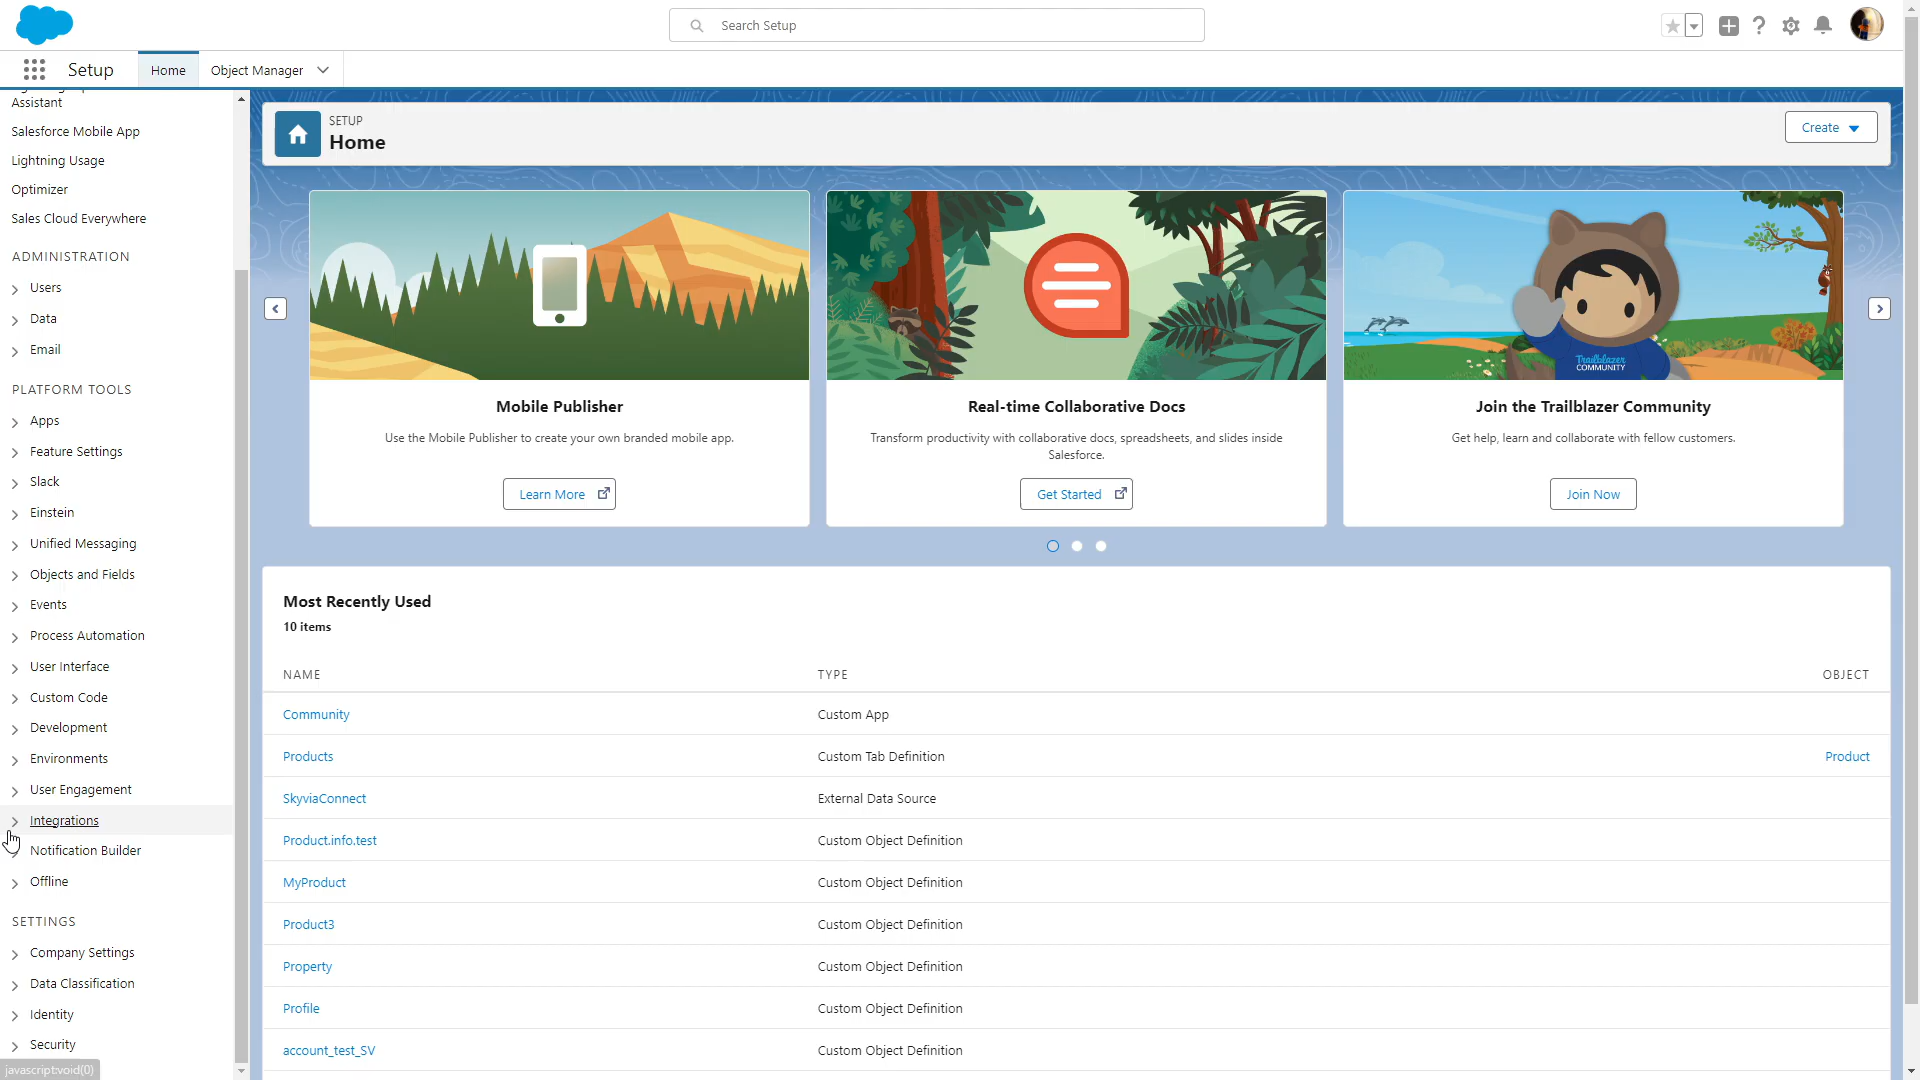 Search Setup
Setup
Home
Object Manager
Assistant
Salesforce Mobile App
Lightning Usage
Optimizer
Sales Cloud Everywhere
ADMINISTRATION
Users
Data
Email
PLATFORM TOOLS
Apps
Feature Settings
Slack
Einstein
Unified Messaging
Objects and Fields
Events
Process Automation
User Interface
Custom Code
Development
Environments
User Engagement
Integrations
Notification Builder
Offline
SETTINGS
Company Settings
Data Classification
Identity
Security
javascript:void(0)
SETUP
Home
Create
Mobile Publisher
Use the Mobile Publisher to create your own branded mobile app.
Learn More
Real-time Collaborative Docs
Transform productivity with collaborative docs, spreadsheets, and slides inside
Salesforce.
Get Started
Trailblazer
COMMUNITY
Join the Trailblazer Community
Get help, learn and collaborate with fellow customers.
Join Now
Most Recently Used
10 items
NAME TYPE OBJECT
Community Custom App
Products Custom Tab Definition Product
SkyviaConnect External Data Source
Product.info.test Custom Object Definition
MyProduct Custom Object Definition
Product3 Custom Object Definition
Property Custom Object Definition
Profile Custom Object Definition
account_test_SV Custom Object Definition